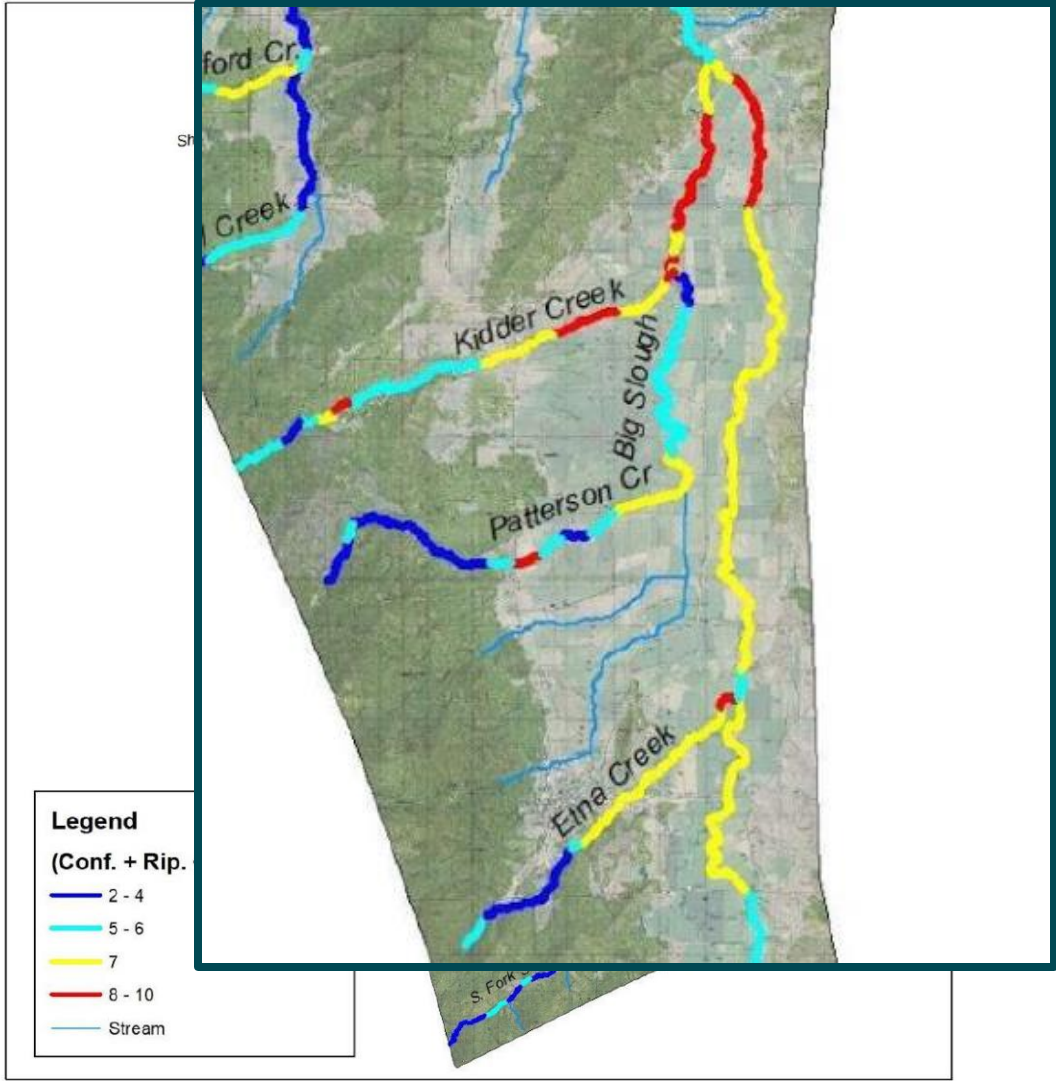 ford Cr.
Sh
l Creek
Kidder Creek
Big Slough
Patterson Cr
Etna Creek
S. Fork
Legend
(Conf. + Rip.
2 - 4
5 - 6
7
8 - 10
Stream